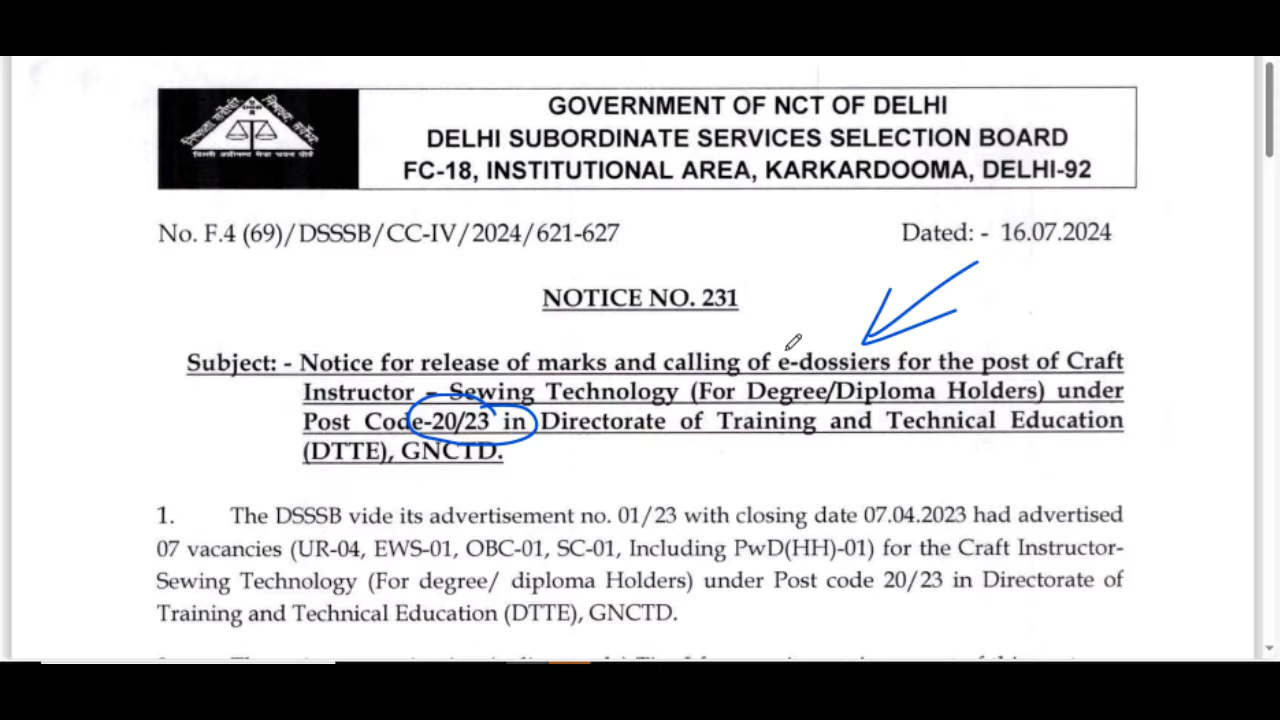 GOVERNMENT OF NCT OF DELHI
DELHI SUBORDINATE SERVICES SELECTION BOARD
FC-18, INSTITUTIONAL AREA, KARKARDOOMA, DELHI-92
No. F.4 (69)/DSSSB/CC-IV/2024/621-627 Dated: - 16.07.2024
NOTICE NO. 231
Subject: - Notice for release of marks and calling of e-dossiers for the post of Craft
Instructor – Sewing Technology (For Degree/Diploma Holders) under
Post Code-20/23 in Directorate of Training and Technical Education
(DTTE), GNCTD.
1. The DSSSB vide its advertisement no. 01/23 with closing date 07.04.2023 had advertised
07 vacancies (UR-04, EWS-01, OBC-01, SC-01, Including PwD(HH)-01) for the Craft Instructor-
Sewing Technology (For degree/ diploma Holders) under Post code 20/23 in Directorate of
Training and Technical Education (DTTE), GNCTD.